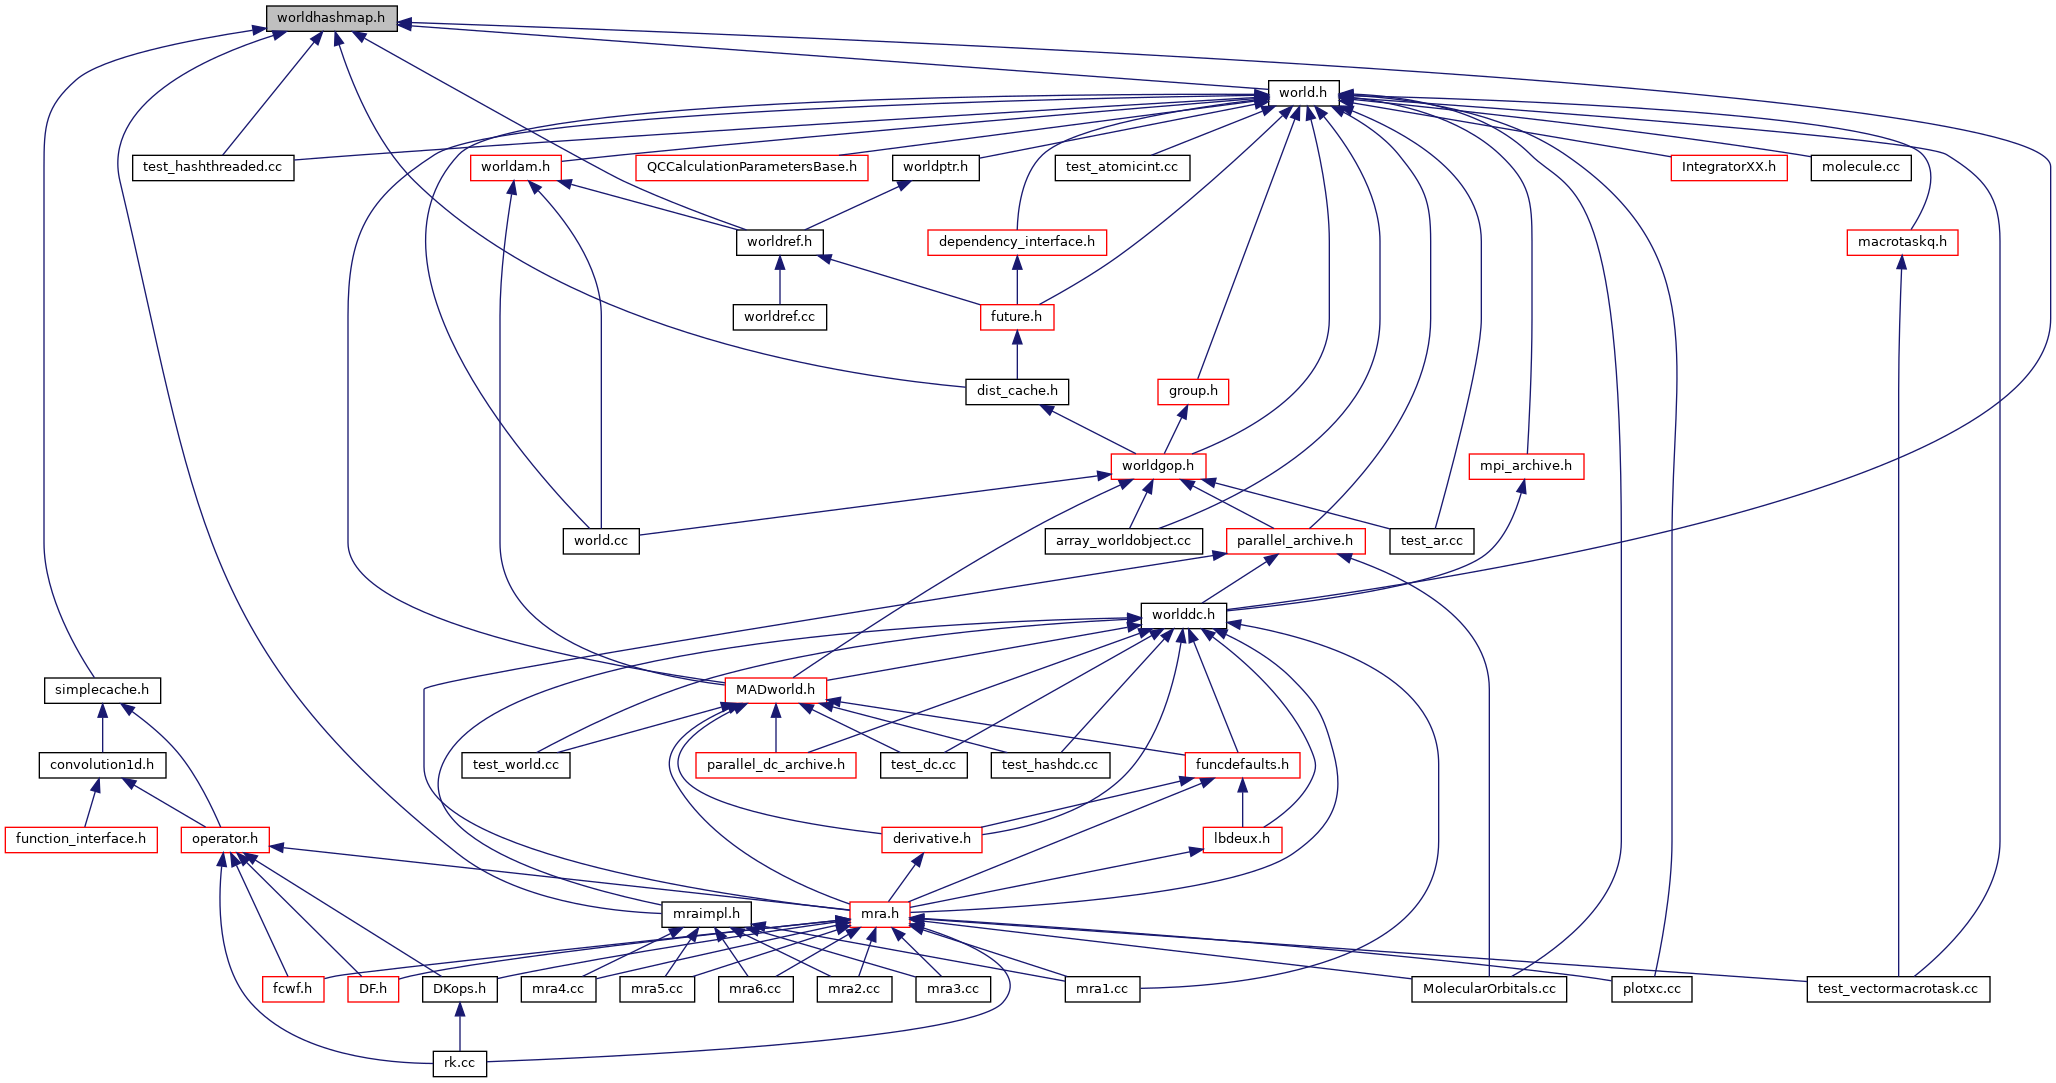 worldhashmap.h
world.h
test_hashthreaded.cc
worldam.h
QCCalculationParametersBase.h
worldptr.h
test_atomicint.cc
IntegratorXX.h
molecule.cc
worldref.h
dependency_interface.h
macrotaskq.h
worldref.cc
future.h
dist_cache.h
group.h
worldgop.h
mpi_archive.h
world.cc
array_worldobject.cc
parallel_archive.h
test_ar.cc
worlddc.h
simplecache.h
MADworld.h
convolution1d.h
test_world.cc
parallel_dc_archive.h
test_dc.cc
test_hashdc.cc
funcdefaults.h
function_interface.h
operator.h
derivative.h
lbdeux.h
mraimpl.h
mra.h
fcwf.h
DF.h
DKops.h
mra4.cc
mra5.cc
mra6.cc
mra2.cc
mra3.cc
mra1.cc
MolecularOrbitals.cc
plotxc.cc
test_vectormacrotask.cc
rk.cc